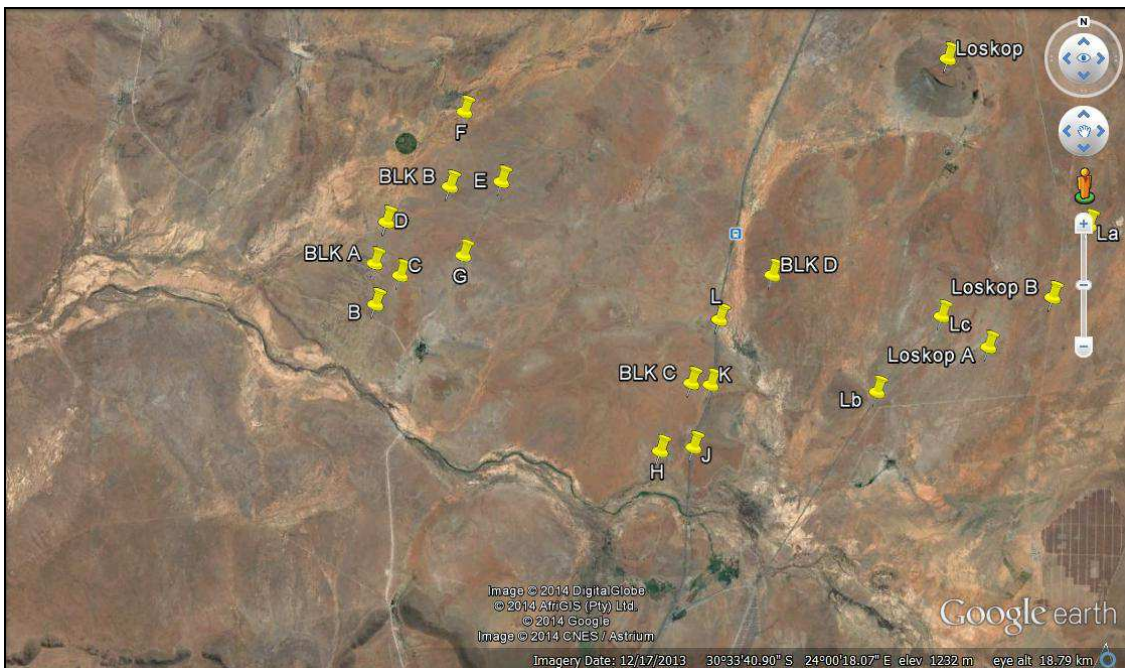 N
Loskop
F
BLK B
E
D
La
BLK A
C
G
BLK D
Loskop B
B
L
Lc
Loskop A
BLK C
K
Lb
H
J
Image © 2014 DigitalGlobe
© 2014 AfriGIS (Pty) Ltd.
© 2014 Google
Image © 2014 CNES / Astrium
Google earth
Imagery Date: 12/17/2013 30°33'40.90" S 24°00'18.07" E elev 1232 m eye alt 18.79 km